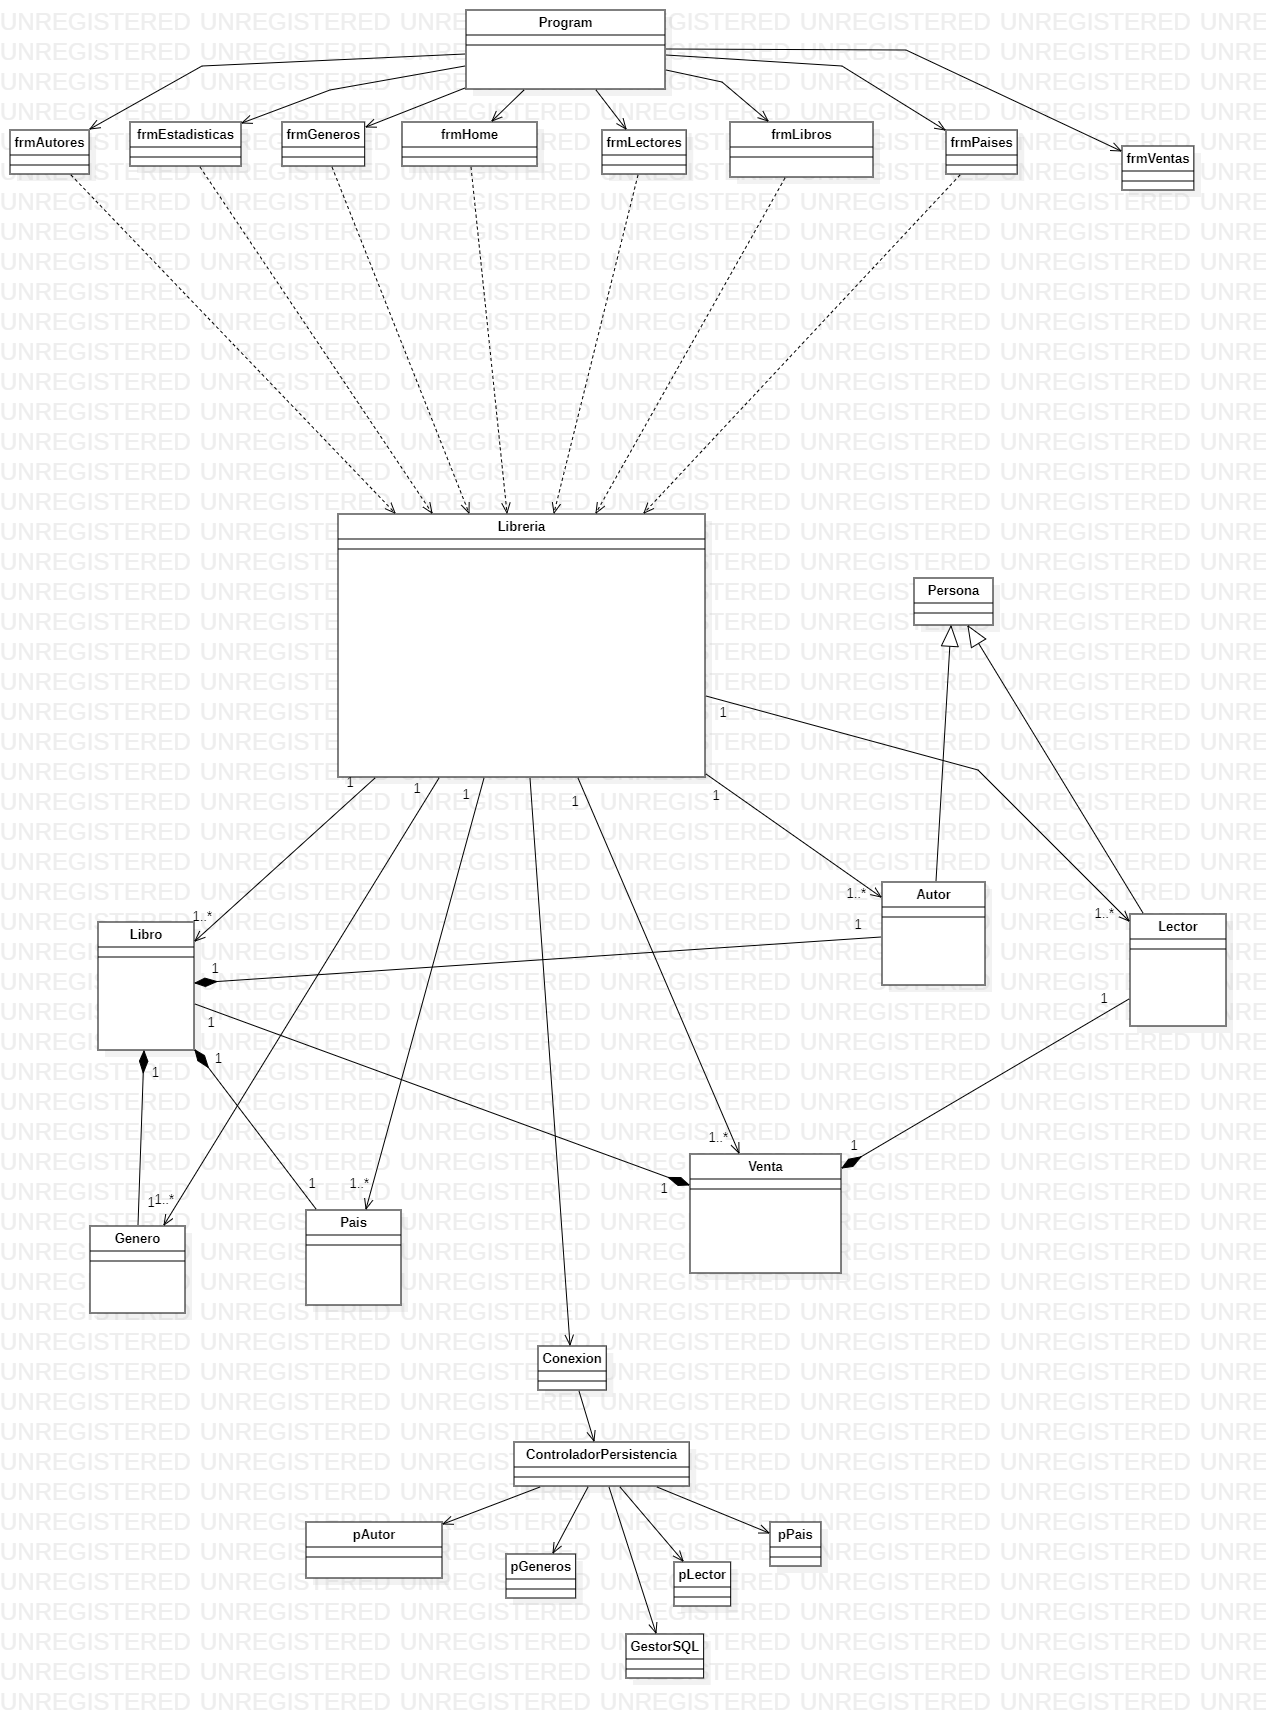 Program
frmAutores
frmEstadisticas
frmGeneros
frmHome
frmLectores
frmLibros
frmPaises
frmVentas
Libreria
Persona
1
1
1
1
1
1
1..*
Autor
1..*
Lector
1..*
Libro
1
1
1
1
1
1
1
1..*
Venta
1
1
1
1..*
Pais
1
1..*
Genero
Conexion
ControladorPersistencia
pAutor
pGeneros
pLector
pPais
GestorSQL
UNREGISTERED